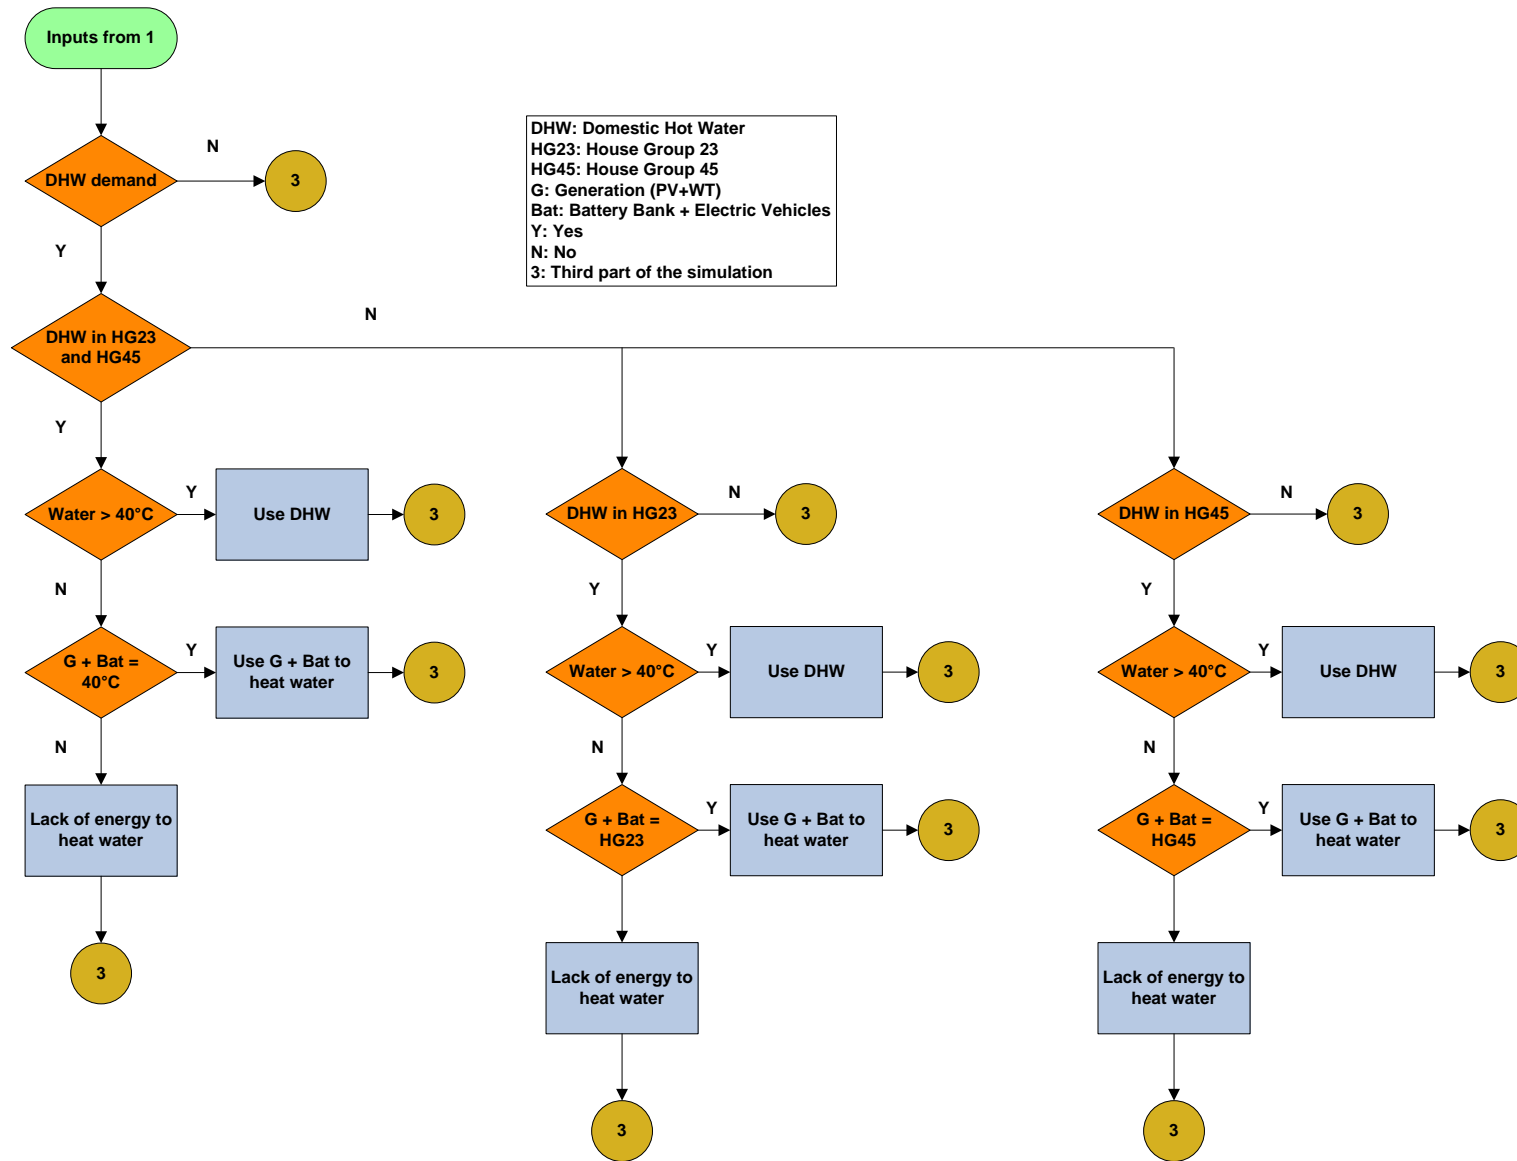 Inputs from 1
N
DHW demand
3
Y
DHW: Domestic Hot Water
HG23: House Group 23
HG45: House Group 45
G: Generation (PV+WT)
Bat: Battery Bank + Electric Vehicles
Y: Yes
N: No
3: Third part of the simulation
N
DHW in HG23
and HG45
Y
Water > 40°C
Y
Use DHW
3
N
G + Bat =
40°C
Y
Use G + Bat to
heat water
3
N
Lack of energy to
heat water
3
DHW in HG23
N
3
Y
Water > 40°C
Y
Use DHW
3
N
G + Bat =
HG23
Y
Use G + Bat to
heat water
3
Lack of energy to
heat water
3
DHW in HG45
N
3
Y
Water > 40°C
Y
Use DHW
3
N
G + Bat =
HG45
Y
Use G + Bat to
heat water
3
Lack of energy to
heat water
3